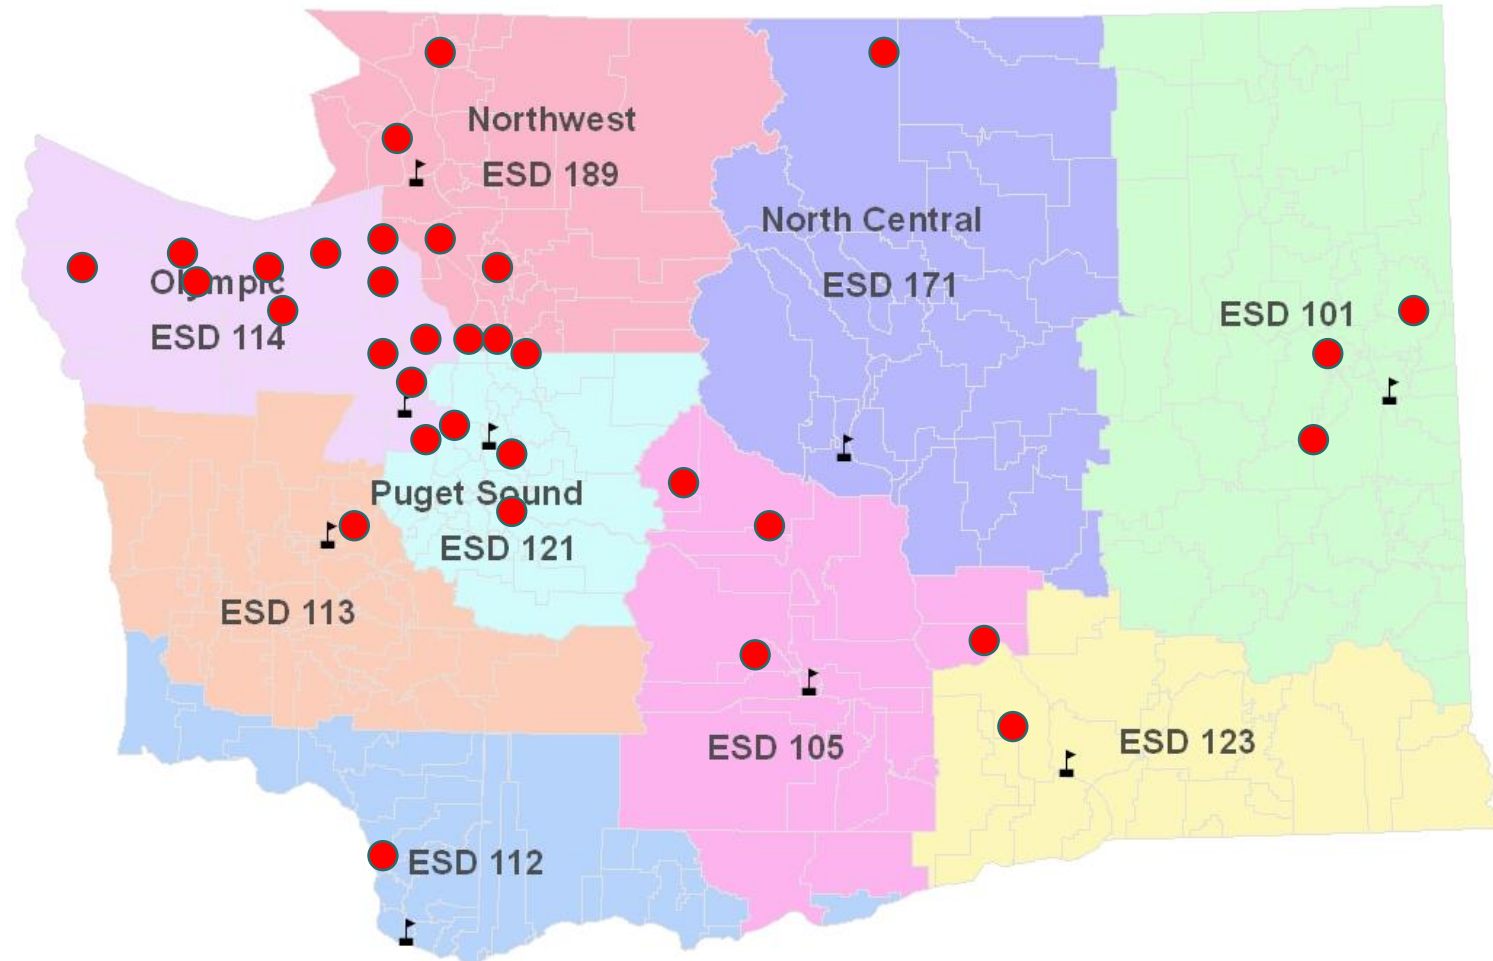 Northwest
ESD 189
North Central
ESD 171
Olympic
ESD 114
ESD 101
Puget Sound
ESD 121
ESD 113
ESD 105
ESD 123
ESD 112